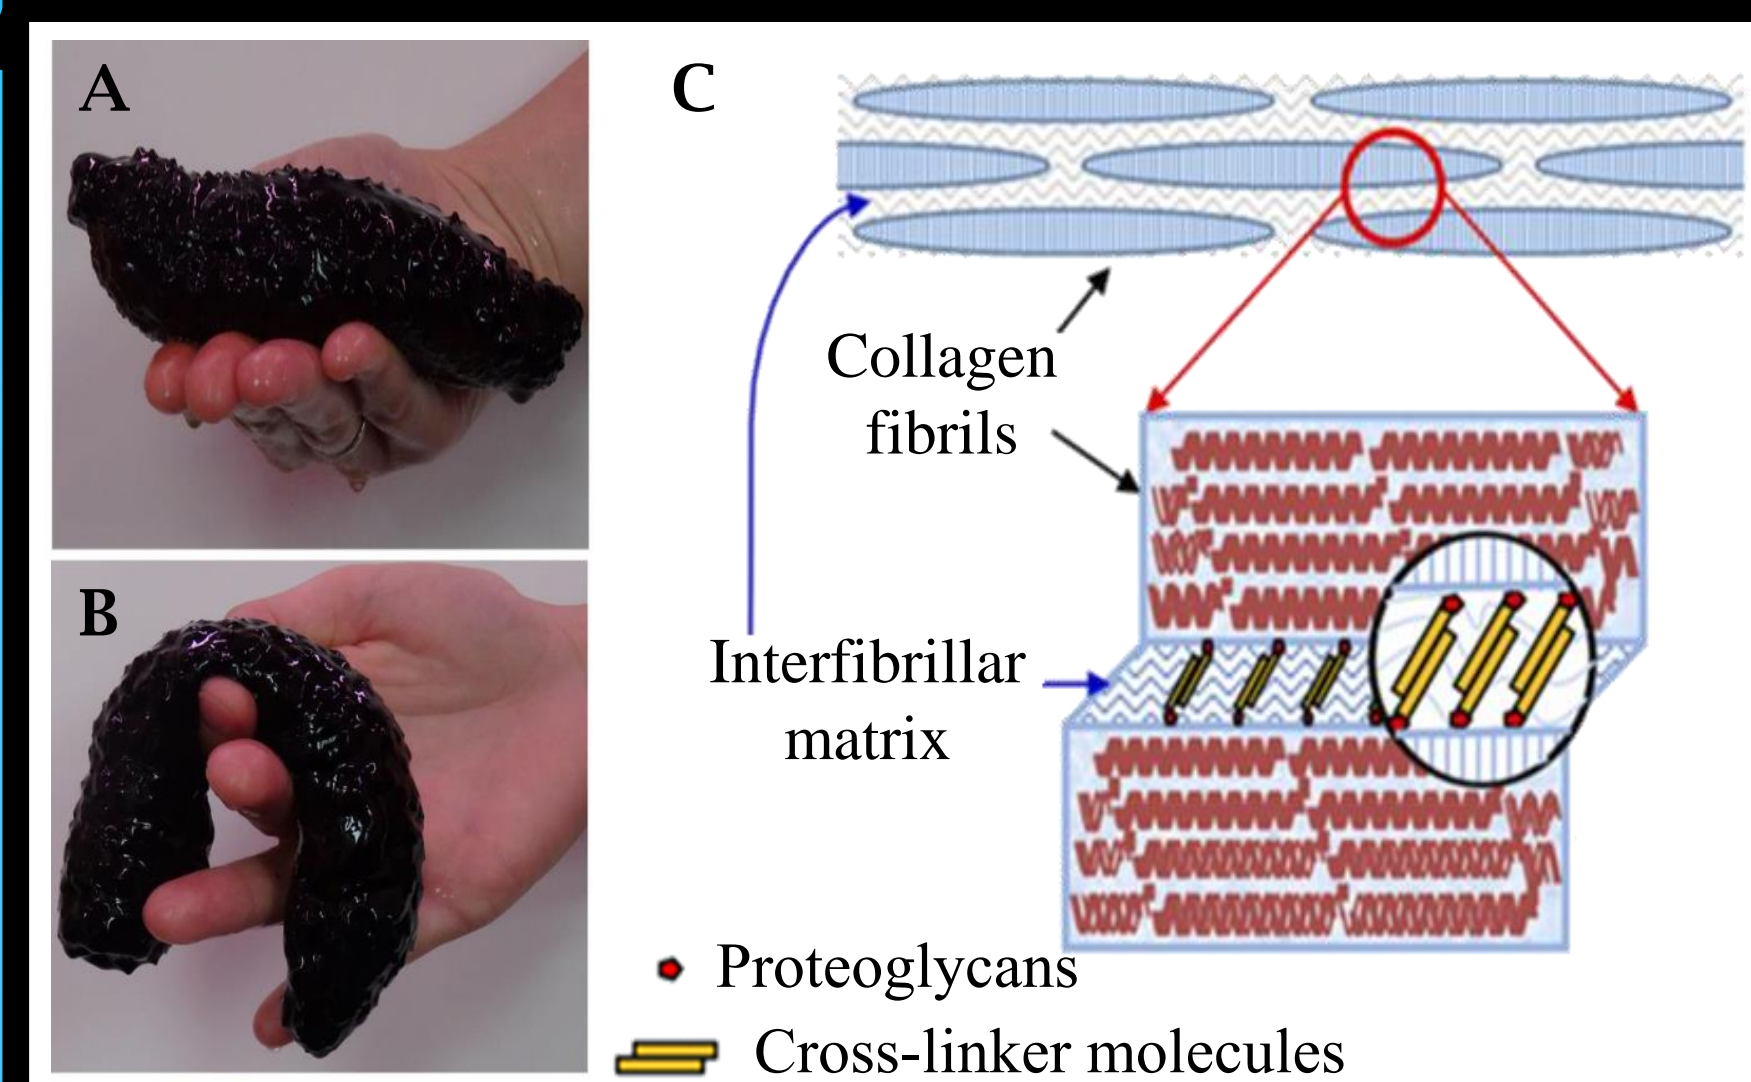 A
B
C
Collagen
fibrils
Interfibrillar
matrix
Proteoglycans
Cross-linker molecules